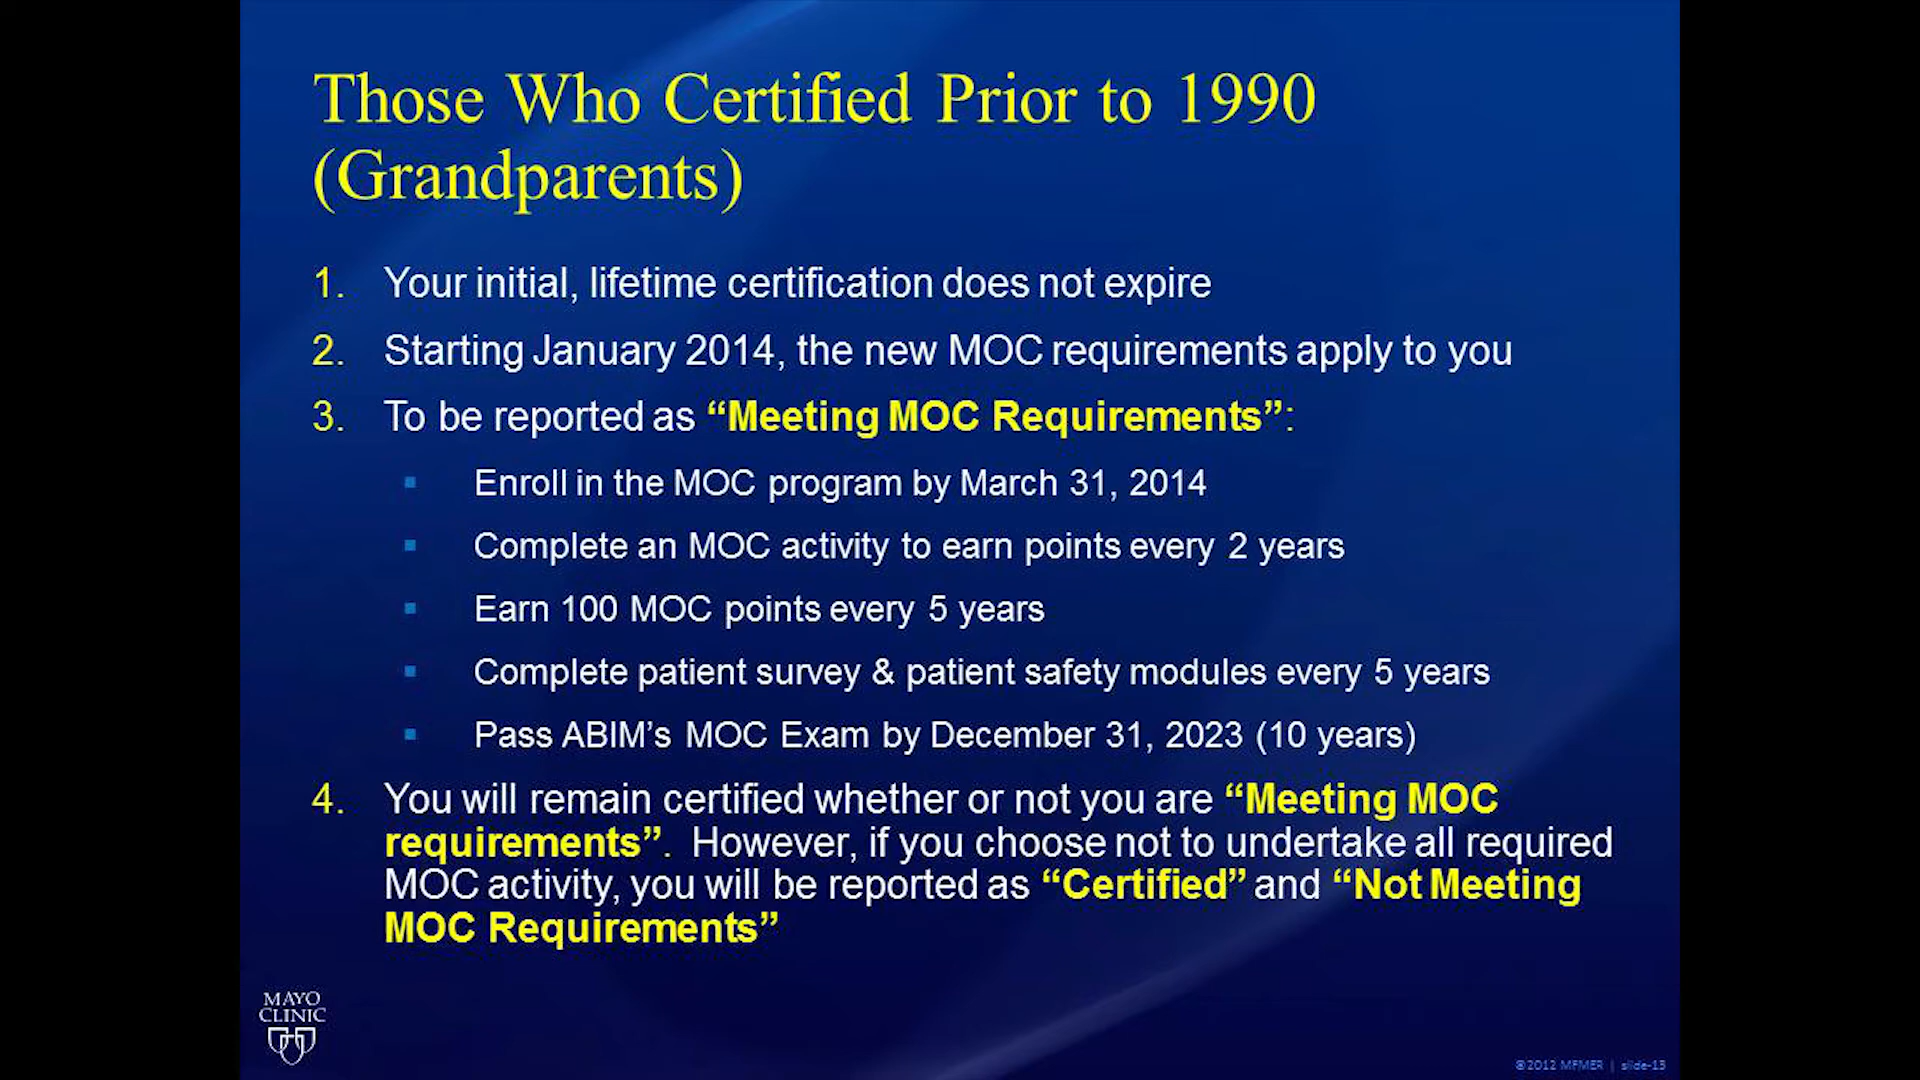 Those Who Certified Prior to 1990
(Grandparents)
1. Your initial, lifetime certification does not expire
2. Starting January 2014, the new MOC requirements apply to you
3. To be reported as “Meeting MOC Requirements”:
▪ Enroll in the MOC program by March 31, 2014
▪ Complete an MOC activity to earn points every 2 years
▪ Earn 100 MOC points every 5 years
▪ Complete patient survey & patient safety modules every 5 years
▪ Pass ABIM’s MOC Exam by December 31, 2023 (10 years)
4. You will remain certified whether or not you are “Meeting MOC
requirements”. However, if you choose not to undertake all required
MOC activity, you will be reported as “Certified” and “Not Meeting
MOC Requirements”
MAYO
CLINIC
©2012 MFMER | slide-13